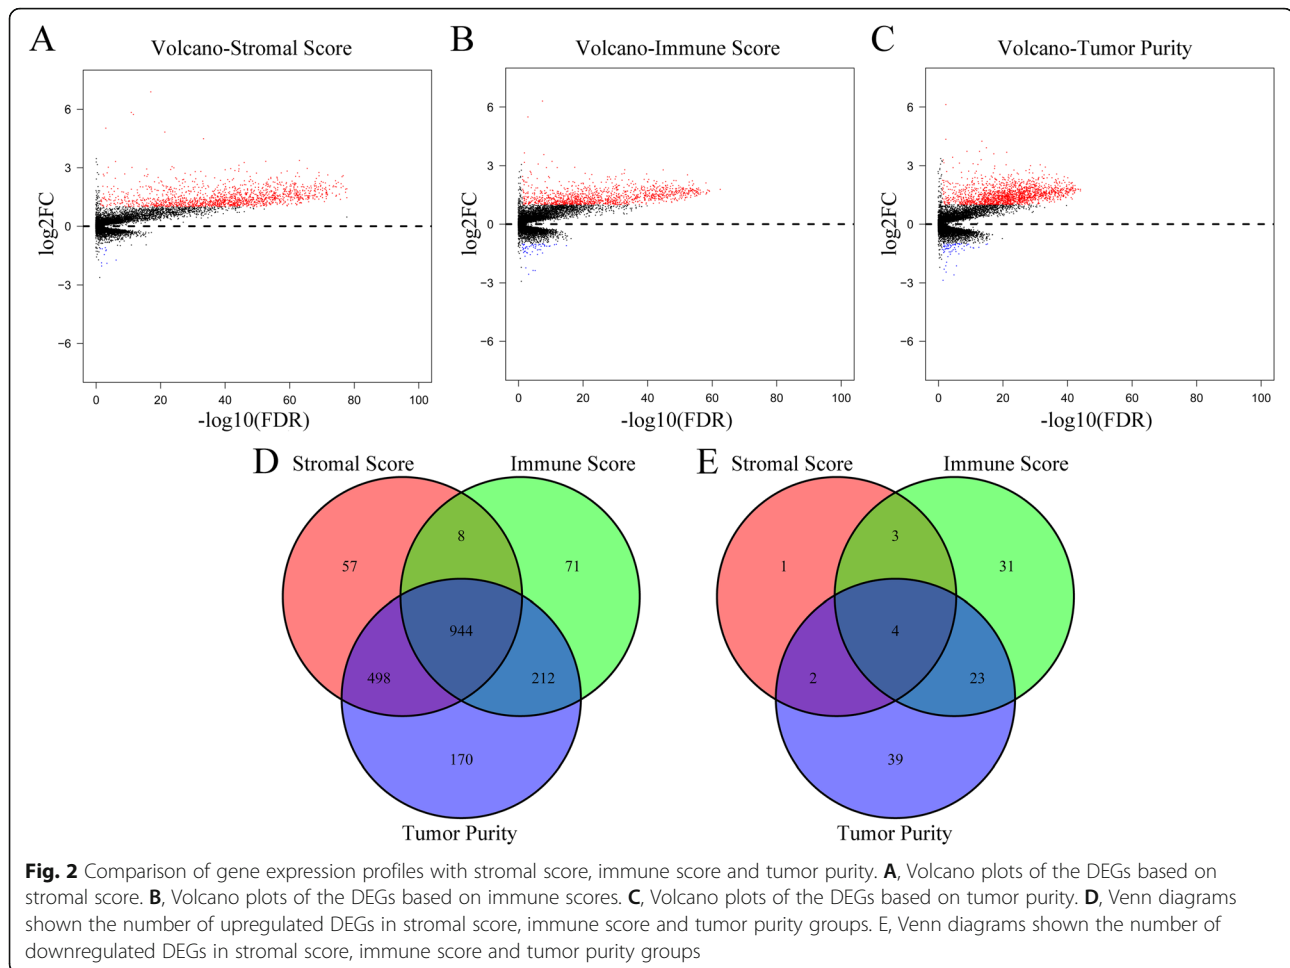 A
Volcano-Stromal Score
6
3
0
−3
−6
log2FC
0
20
40
60
80
100
-log10(FDR)
B
Volcano-Immune Score
6
3
0
−3
−6
log2FC
0
20
40
60
80
100
-log10(FDR)
C
Volcano-Tumor Purity
6
3
0
−3
−6
log2FC
0
20
40
60
80
100
-log10(FDR)
D
Stromal Score
Immune Score
8
57
71
944
498
212
170
Tumor Purity
E
Stromal Score
Immune Score
3
1
31
4
2
23
39
Tumor Purity
Fig. 2 Comparison of gene expression profiles with stromal score, immune score and tumor purity. A, Volcano plots of the DEGs based on
stromal score. B, Volcano plots of the DEGs based on immune scores. C, Volcano plots of the DEGs based on tumor purity. D, Venn diagrams
shown the number of upregulated DEGs in stromal score, immune score and tumor purity groups. E, Venn diagrams shown the number of
downregulated DEGs in stromal score, immune score and tumor purity groups